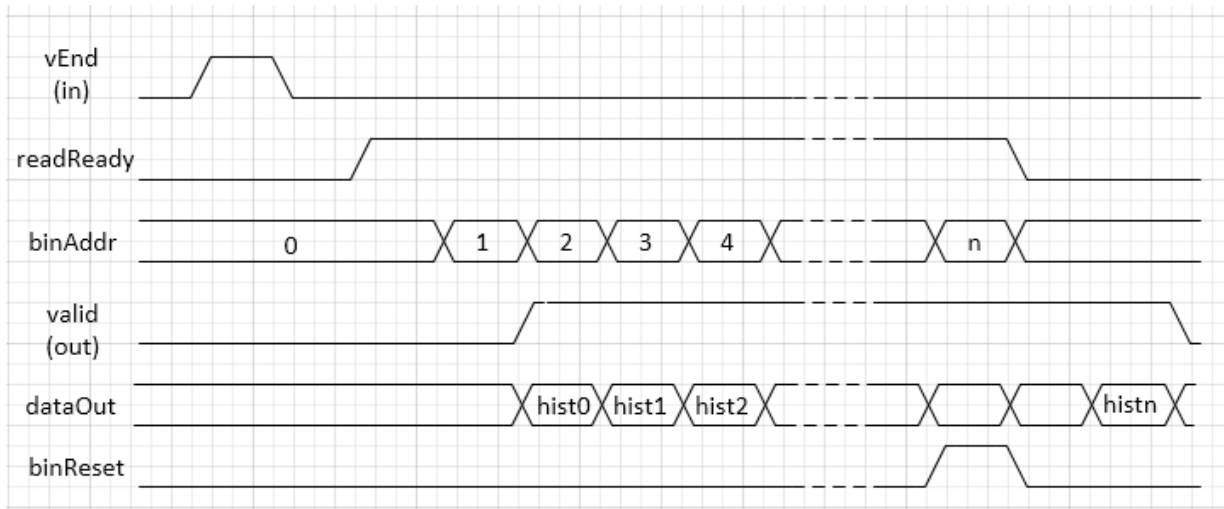 vEnd
(in)
readReady
binAddr
0
1
2
3
4
n
valid
(out)
dataOut
hist0
hist1
hist2
histn
binReset